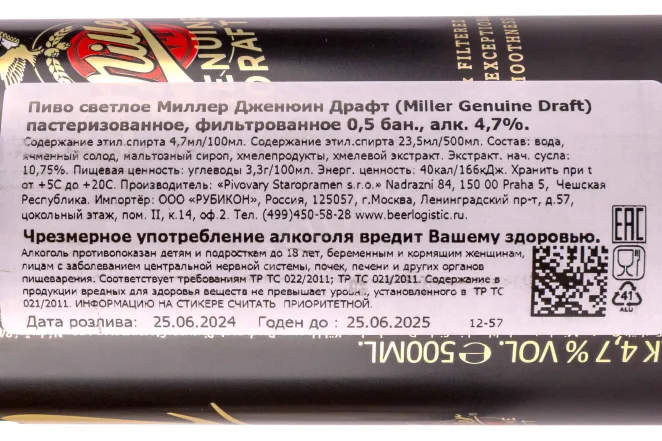 Miller
GENUINE
DRAFT
FILTERED
EXCEPTION
SMOOTHNESS
Пиво светлое Миллер Дженюин Драфт (Miller Genuine Draft)
пастеризованное, фильтрованное 0,5 бан., алк. 4,7%.
Содержание этил.спирта 4,7мл/100мл. Содержание этил.спирта 23,5мл/500мл. Состав: вода,
ячменный солод, мальтозный сироп, хмелепродукты, хмелевой экстракт. Экстракт. нач. сусла:
10,75%. Пищевая ценность: углеводы 3,3г/100мл. Энерг. ценность: 40кал/166кДж. Хранить при t
от +5С до +20С. Производитель: «Pivovary Staropramen s.r.o.» Nadrazni 84, 150 00 Praha 5, Чешская
Республика. Импортёр: ООО «РУБИКОН», Россия, 125057, г.Москва, Ленинградский пр-т, д.57,
цокольный этаж, пом. II, к.14, оф.2. Тел. (499)450-58-28 www.beerlogistic.ru.
Чрезмерное употребление алкоголя вредит Вашему здоровью.
Алкоголь противопоказан детям и подросткам до 18 лет, беременным и кормящим женщинам,
лицам с заболеванием центральной нервной системы, почек, печени и других органов
пищеварения. Соответствует требованиям ТР ТС 022/2011; ТР ТС 021/2011. Содержание в
продукции вредных для здоровья веществ не превышает уровни, установленного в ТР ТС
021/2011. ИНФОРМАЦИЮ НА СТИКЕРЕ СЧИТАТЬ ПРИОРИТЕТНОЙ.
Дата розлива: 25.06.2024 Годен до : 25.06.2025 12-57
EAC
41
ALU
4,7% VOL. 500ML